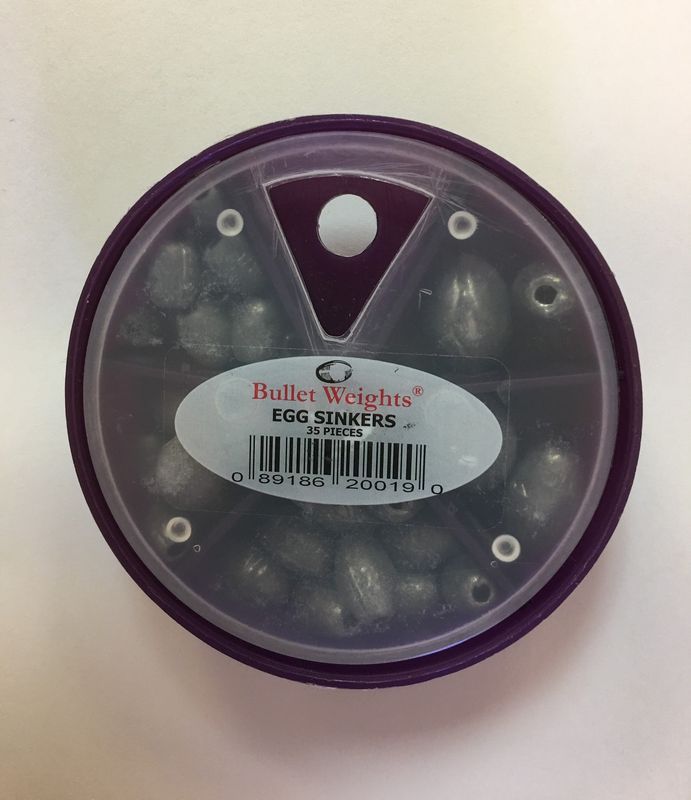 Bullet Weights®
EGG SINKERS
35 PIECES
0 89186 20019 0